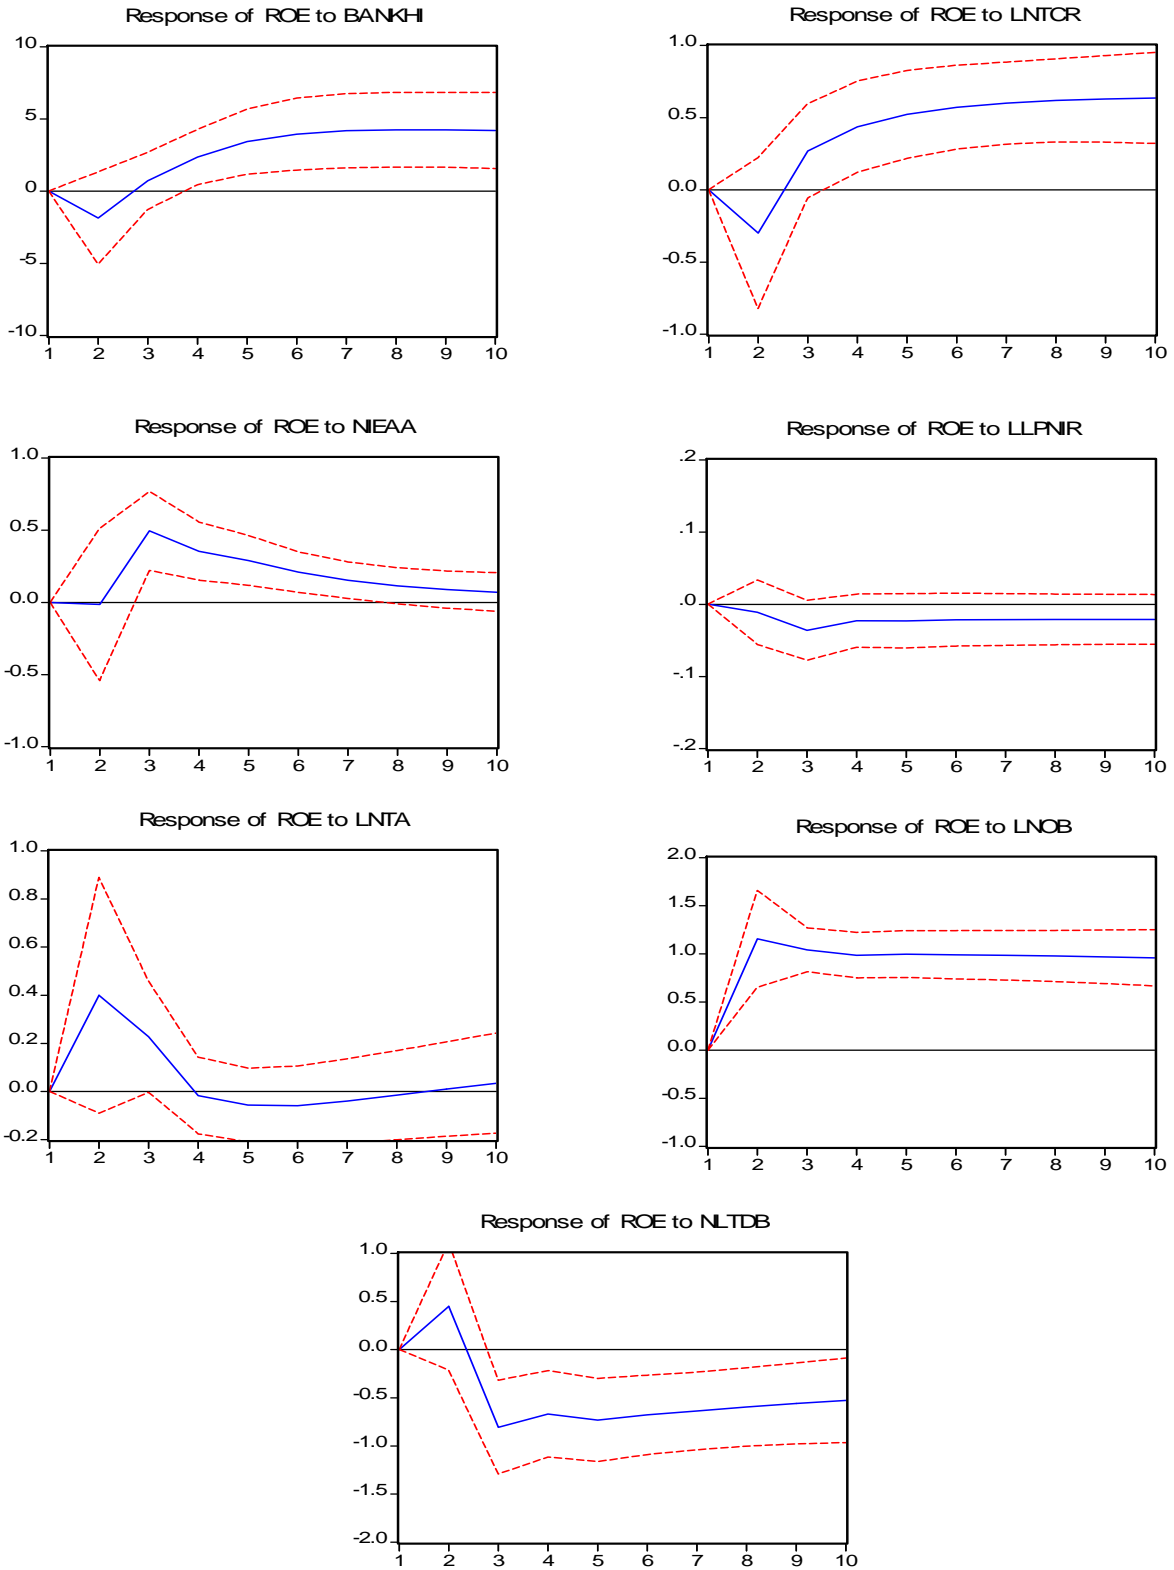 Response of ROE to BANKHI
10
5
0
-5
-10
1 2 3 4 5 6 7 8 9 10
Response of ROE to LNTCR
1.0
0.5
0.0
-0.5
-1.0
1 2 3 4 5 6 7 8 9 10
Response of ROE to NIEAA
1.0
0.5
0.0
-0.5
-1.0
1 2 3 4 5 6 7 8 9 10
Response of ROE to LLPNIR
.2
.1
.0
-.1
-.2
1 2 3 4 5 6 7 8 9 10
Response of ROE to LNTA
1.0
0.8
0.6
0.4
0.2
0.0
-0.2
1 2 3 4 5 6 7 8 9 10
Response of ROE to LNOB
2.0
1.5
1.0
0.5
0.0
-0.5
-1.0
1 2 3 4 5 6 7 8 9 10
Response of ROE to NLTDB
1.0
0.5
0.0
-0.5
-1.0
-1.5
-2.0
1 2 3 4 5 6 7 8 9 10